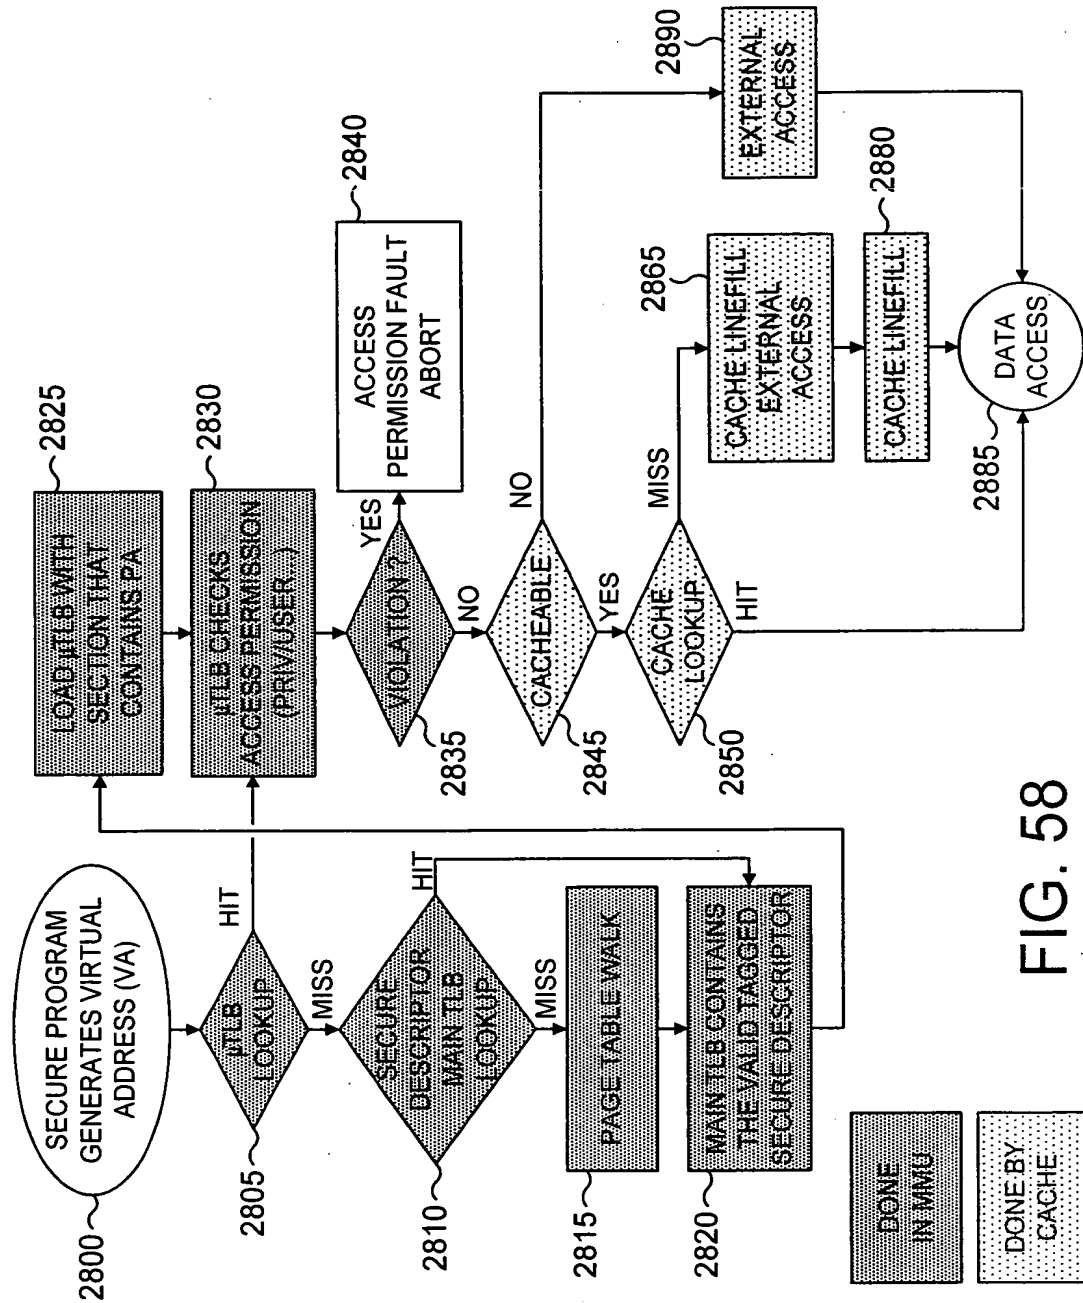 SECURE PROGRAM
GENERATES VIRTUAL
ADDRESS (VA)
2800
µTLB
LOOKUP
2805
HIT
MISS
SECURE
DESCRIPTOR
MAIN TLB
LOOKUP
2810
HIT
MISS
PAGE TABLE WALK
2815
MAIN TLB CONTAINS
THE VALID TAGGED
SECURE DESCRIPTOR
2820
LOAD µTLB WITH
SECTION THAT
CONTAINS PA
2825
µTLB CHECKS
ACCESS PERMISSION
(PRIV/USER...)
2830
VIOLATION ?
2835
YES
NO
ACCESS
PERMISSION FAULT
ABORT
2840
CACHEABLE
2845
NO
YES
CACHE
LOOKUP
2850
MISS
HIT
CACHE LINEFILL
EXTERNAL
ACCESS
2865
CACHE LINEFILL
2880
EXTERNAL
ACCESS
2890
DATA
ACCESS
2885
DONE
IN MMU
DONE BY
CACHE
FIG. 58